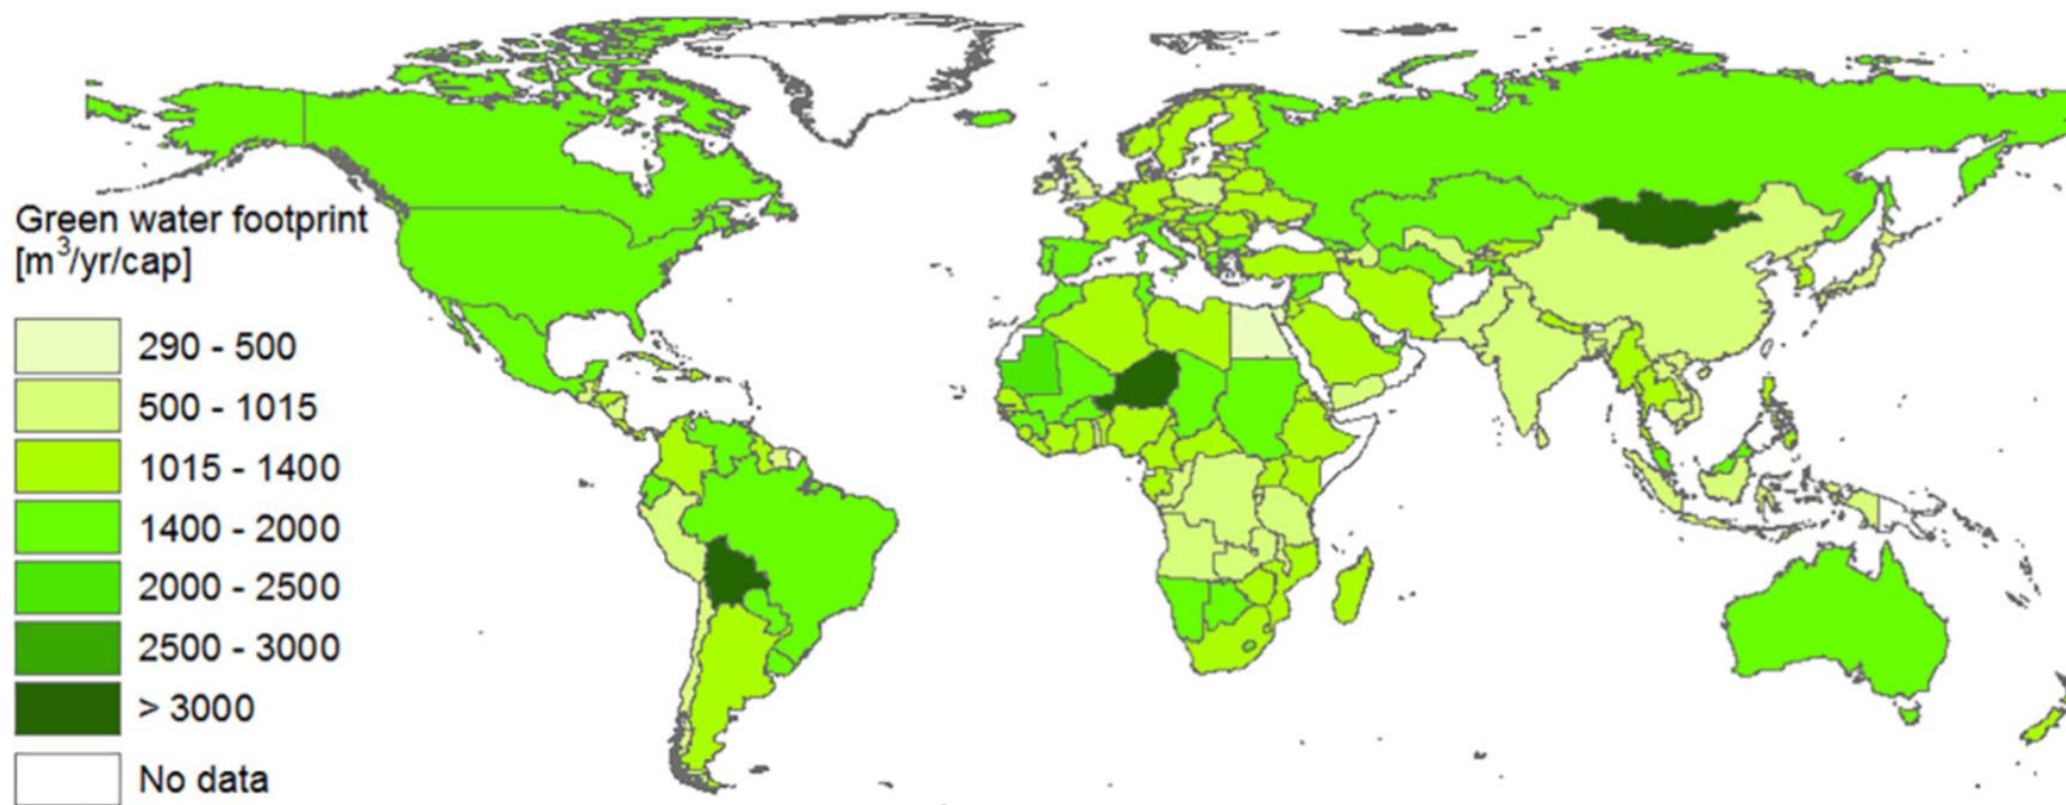 Green water footprint
[m³/yr/cap]
290 - 500
500 - 1015
1015 - 1400
1400 - 2000
2000 - 2500
2500 - 3000
> 3000
No data